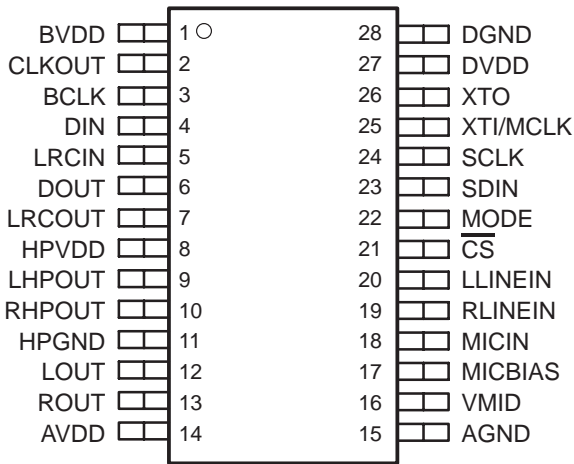 BVDD 1 28 DGND
CLKOUT 2 27 DVDD
BCLK 3 26 XTO
DIN 4 25 XTI/MCLK
LRCIN 5 24 SCLK
DOUT 6 23 SDIN
LRCOUT 7 22 MODE
HPVDD 8 21 C̅S̅
LHPOUT 9 20 LLINEIN
RHPOUT 10 19 RLINEIN
HPGND 11 18 MICIN
LOUT 12 17 MICBIAS
ROUT 13 16 VMID
AVDD 14 15 AGND